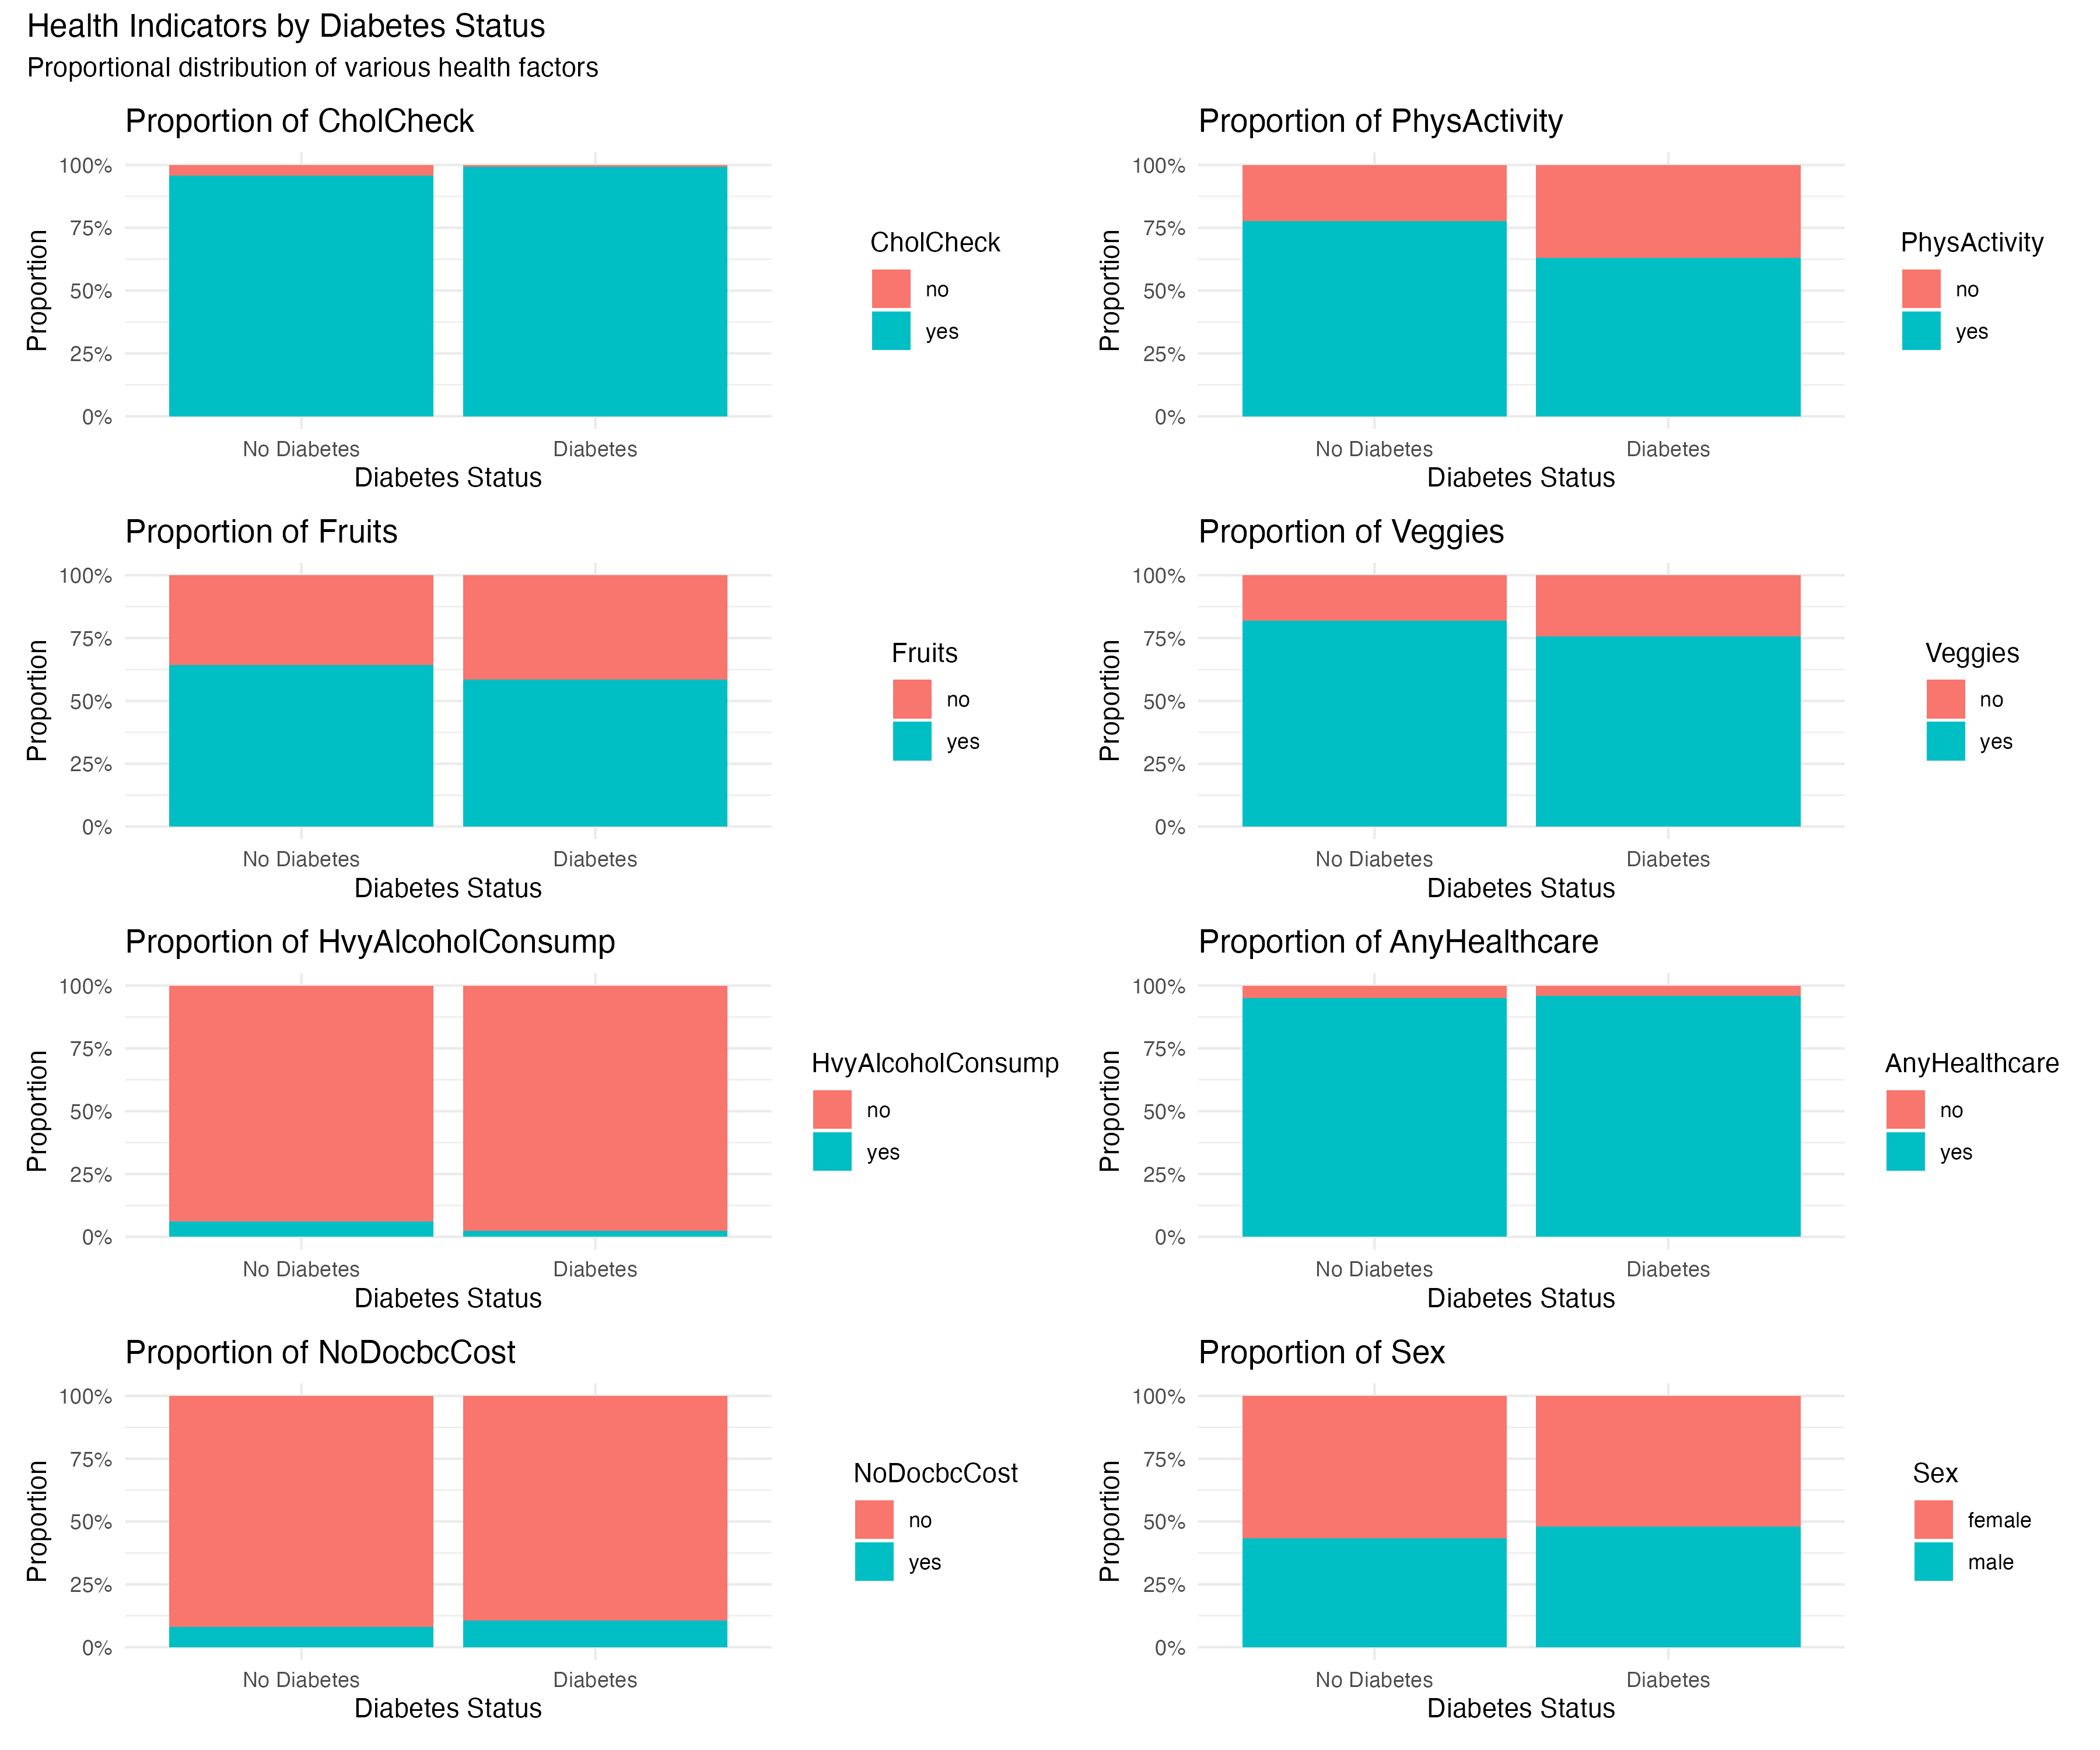 Health Indicators by Diabetes Status
Proportional distribution of various health factors
Proportion of CholCheck
100%
75%
50%
25%
0%
Proportion
No Diabetes
Diabetes
Diabetes Status
CholCheck
no
yes
Proportion of PhysActivity
100%
75%
50%
25%
0%
Proportion
No Diabetes
Diabetes
Diabetes Status
PhysActivity
no
yes
Proportion of Fruits
100%
75%
50%
25%
0%
Proportion
No Diabetes
Diabetes
Diabetes Status
Fruits
no
yes
Proportion of Veggies
100%
75%
50%
25%
0%
Proportion
No Diabetes
Diabetes
Diabetes Status
Veggies
no
yes
Proportion of HvyAlcoholConsump
100%
75%
50%
25%
0%
Proportion
No Diabetes
Diabetes
Diabetes Status
HvyAlcoholConsump
no
yes
Proportion of AnyHealthcare
100%
75%
50%
25%
0%
Proportion
No Diabetes
Diabetes
Diabetes Status
AnyHealthcare
no
yes
Proportion of NoDocbcCost
100%
75%
50%
25%
0%
Proportion
No Diabetes
Diabetes
Diabetes Status
NoDocbcCost
no
yes
Proportion of Sex
100%
75%
50%
25%
0%
Proportion
No Diabetes
Diabetes
Diabetes Status
Sex
female
male